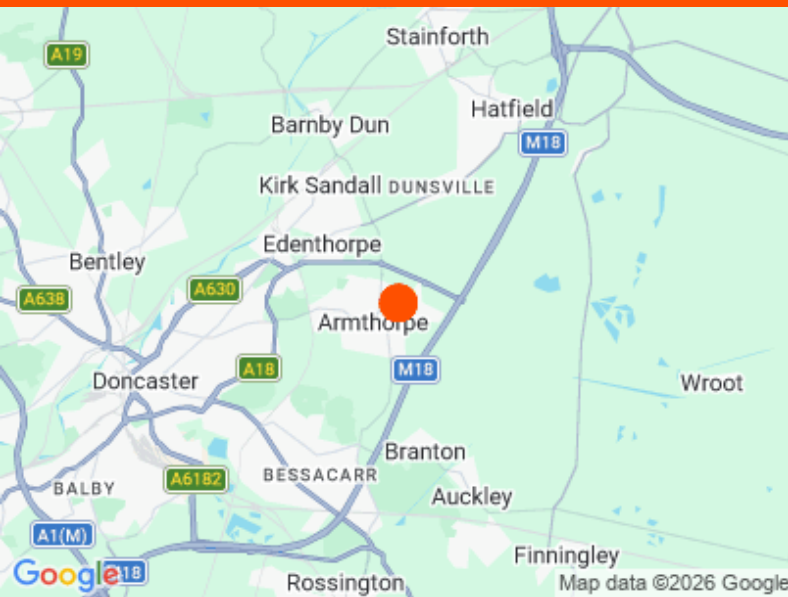 Stainforth
A19
Hatfield
Barnby Dun
M18
Kirk Sandall DUNSVILLE
Edenthorpe
Bentley
A630
A638
Armthorpe
A18
M18
Doncaster
Wroot
Branton
BESSACARR
A6182
BALBY
Auckley
A1(M)
Finningley
Google
18
Rossington
Map data ©2026 Google